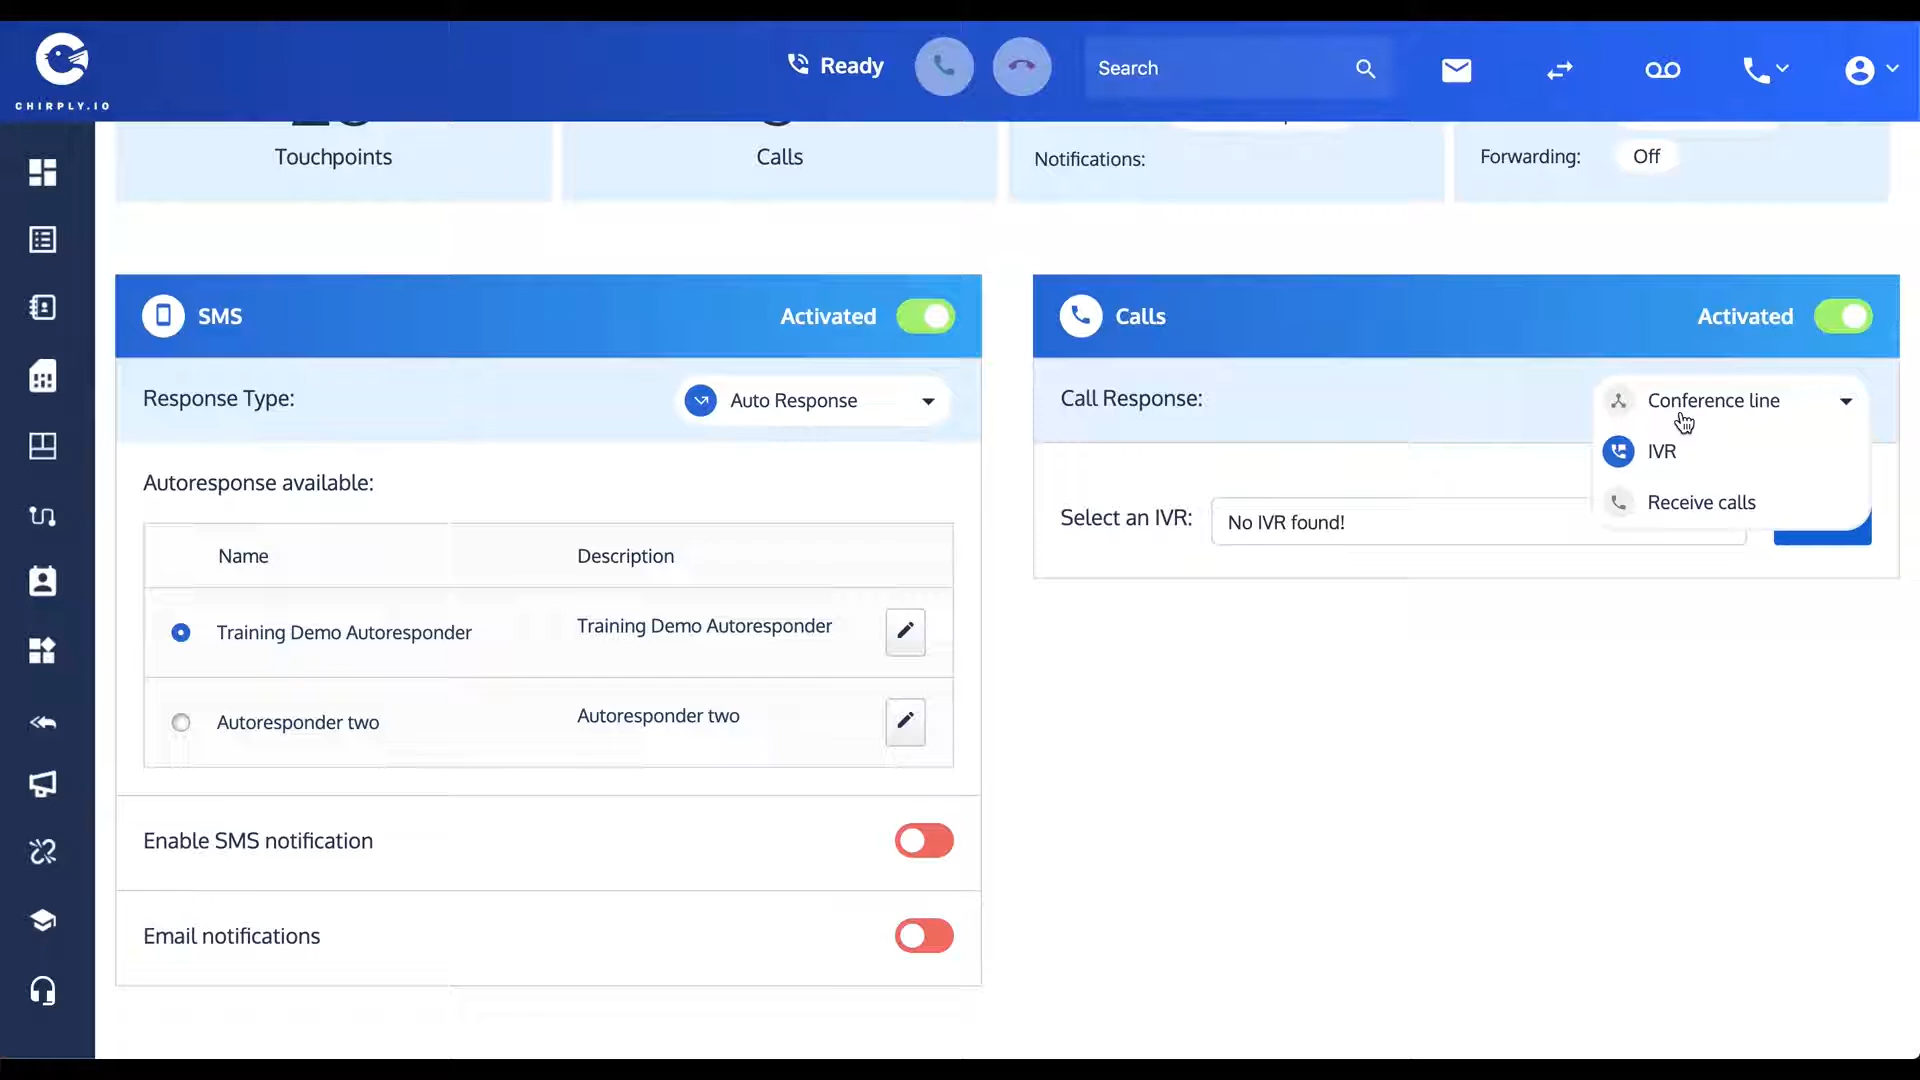 CHIRPLY.IO
Ready
Search
Touchpoints
Calls
Notifications:
Forwarding:
Off
SMS
Activated
Response Type:
Auto Response
Autoresponse available:
Name
Description
Training Demo Autoresponder
Training Demo Autoresponder
Autoresponder two
Autoresponder two
Enable SMS notification
Email notifications
Calls
Activated
Call Response:
Conference line
IVR
Receive calls
Select an IVR:
No IVR found!